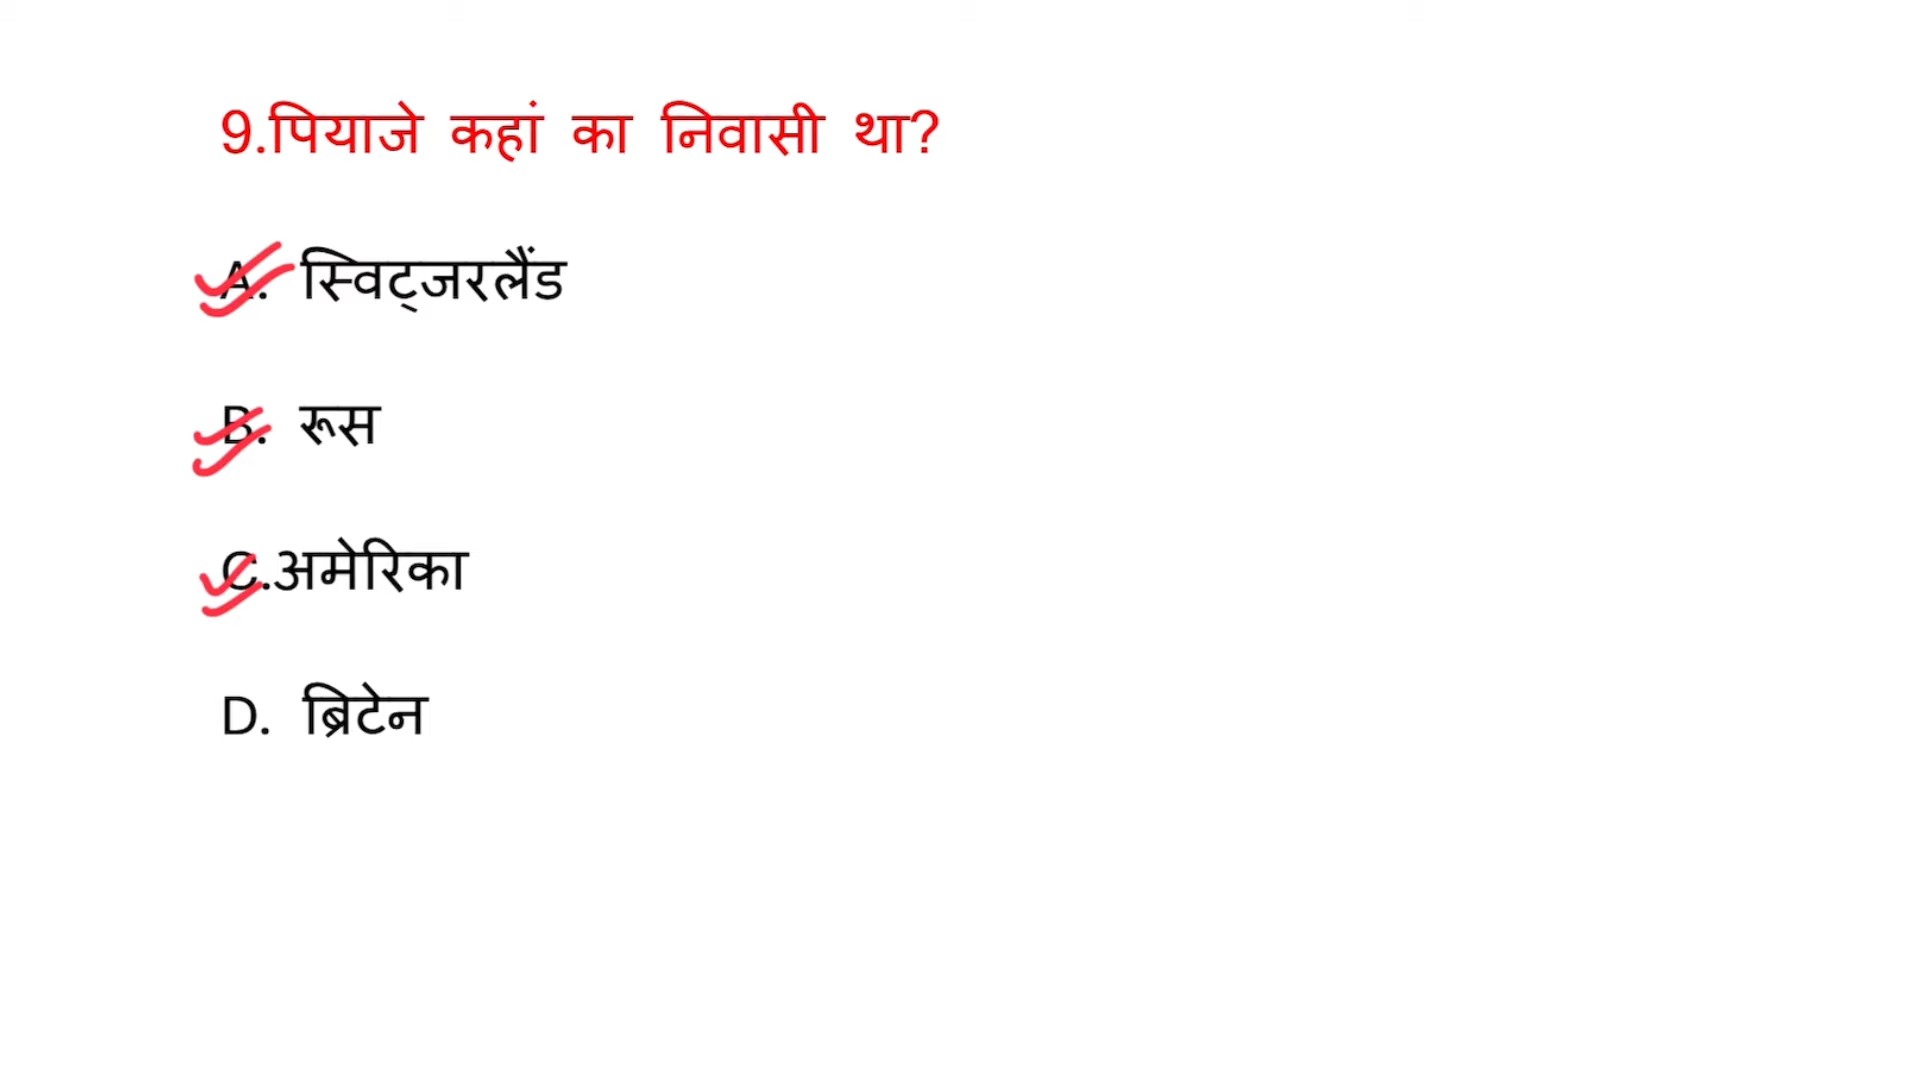 9.पियाजे कहां का निवासी था?
A. स्विट्जरलैंड
B. रूस
C.अमेरिका
D. ब्रिटेन